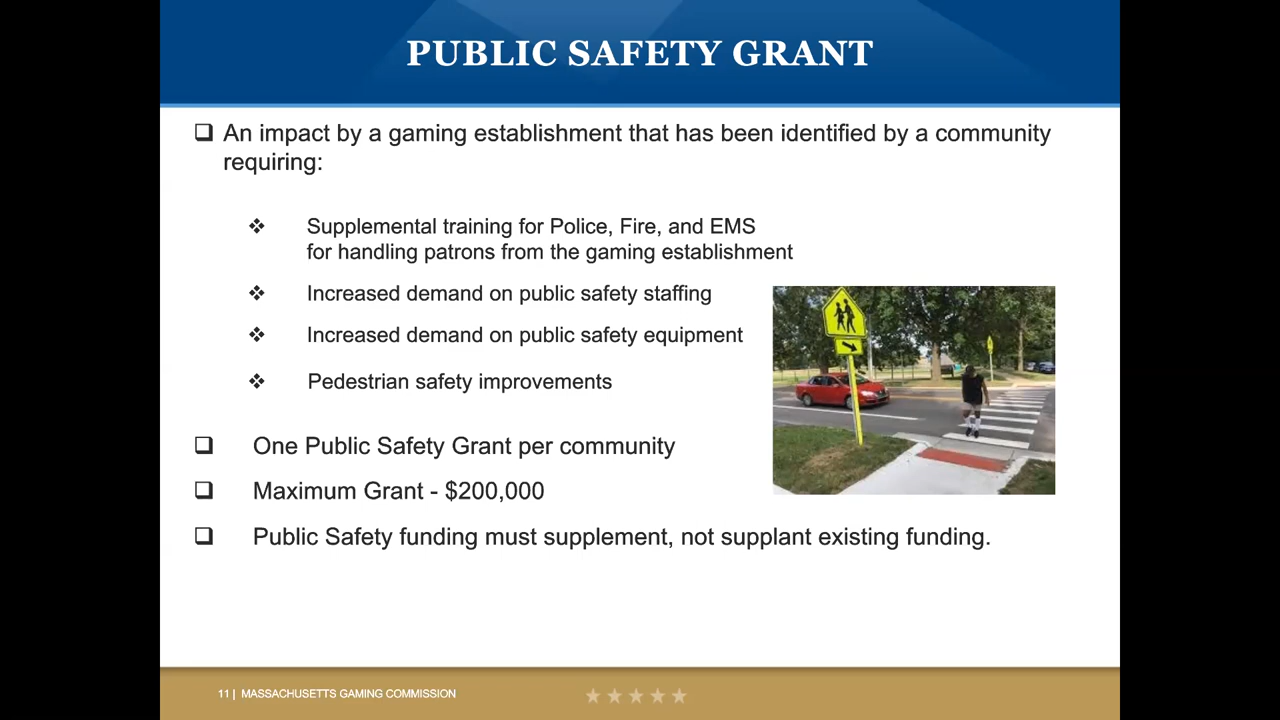 PUBLIC SAFETY GRANT
❑ An impact by a gaming establishment that has been identified by a community
requiring:
❖ Supplemental training for Police, Fire, and EMS
for handling patrons from the gaming establishment
❖ Increased demand on public safety staffing
❖ Increased demand on public safety equipment
❖ Pedestrian safety improvements
❑ One Public Safety Grant per community
❑ Maximum Grant - $200,000
❑ Public Safety funding must supplement, not supplant existing funding.
11 | MASSACHUSETTS GAMING COMMISSION